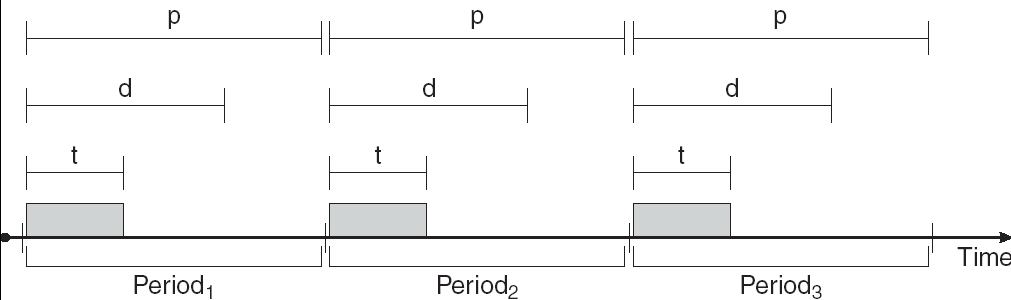 p p p
d d d
t t t
Time
Period₁ Period₂ Period₃